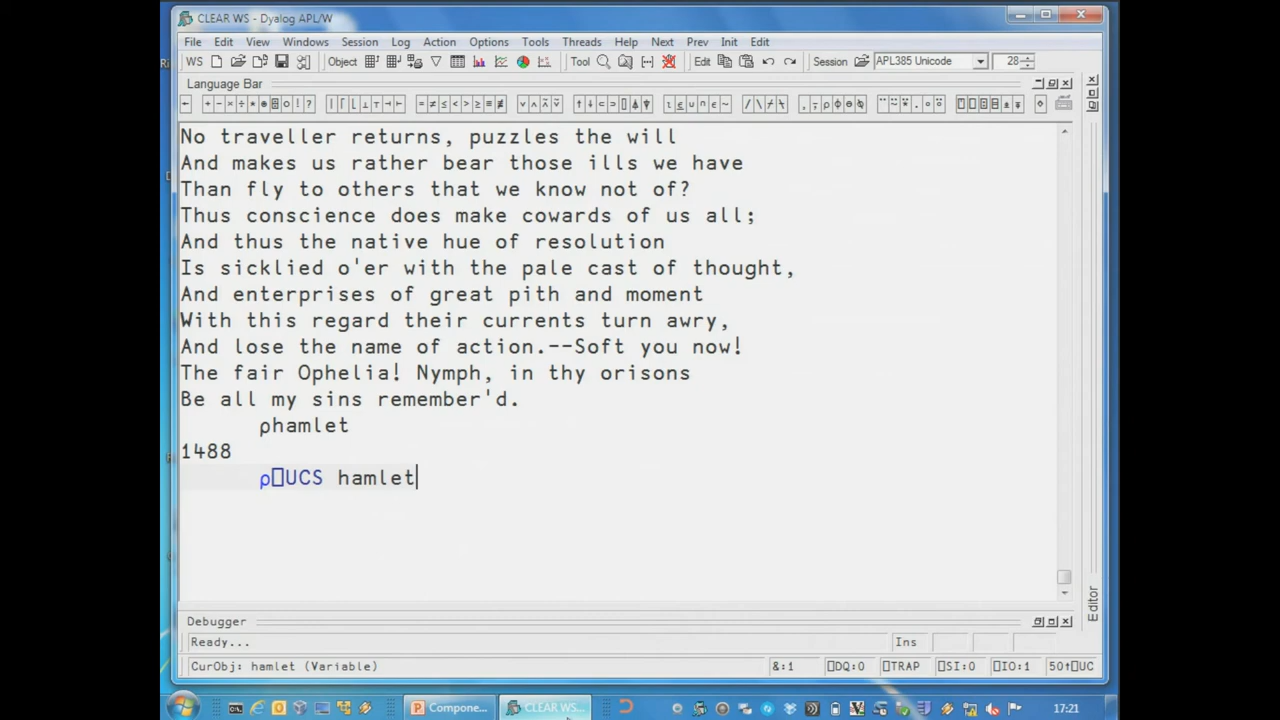 CLEAR WS - Dyalog APL/W
File Edit View Windows Session Log Action Options Tools Threads Help Next Prev Init Edit
WS Object Tool Edit Session APL385 Unicode 28
Language Bar
No traveller returns, puzzles the will
And makes us rather bear those ills we have
Than fly to others that we know not of?
Thus conscience does make cowards of us all;
And thus the native hue of resolution
Is sicklied o'er with the pale cast of thought,
And enterprises of great pith and moment
With this regard their currents turn awry,
And lose the name of action.--Soft you now!
The fair Ophelia! Nymph, in thy orisons
Be all my sins remember'd.
⍴hamlet
1488
⍴⎕UCS hamlet
Editor
Debugger
Ready... Ins
CurObj: hamlet (Variable) &:1 ⎕DQ:0 ⎕TRAP ⎕SI:0 ⎕IO:1 50↑⎕UC
Compone... CLEAR WS... 17:21